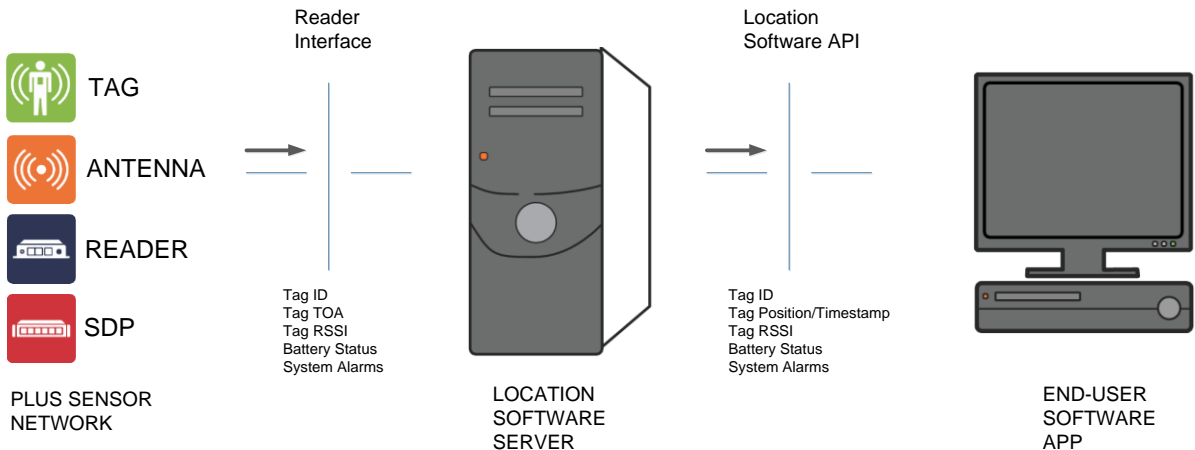 TAG
ANTENNA
READER
SDP
PLUS SENSOR
NETWORK
Reader
Interface
Tag ID
Tag TOA
Tag RSSI
Battery Status
System Alarms
LOCATION
SOFTWARE
SERVER
Location
Software API
Tag ID
Tag Position/Timestamp
Tag RSSI
Battery Status
System Alarms
END-USER
SOFTWARE
APP